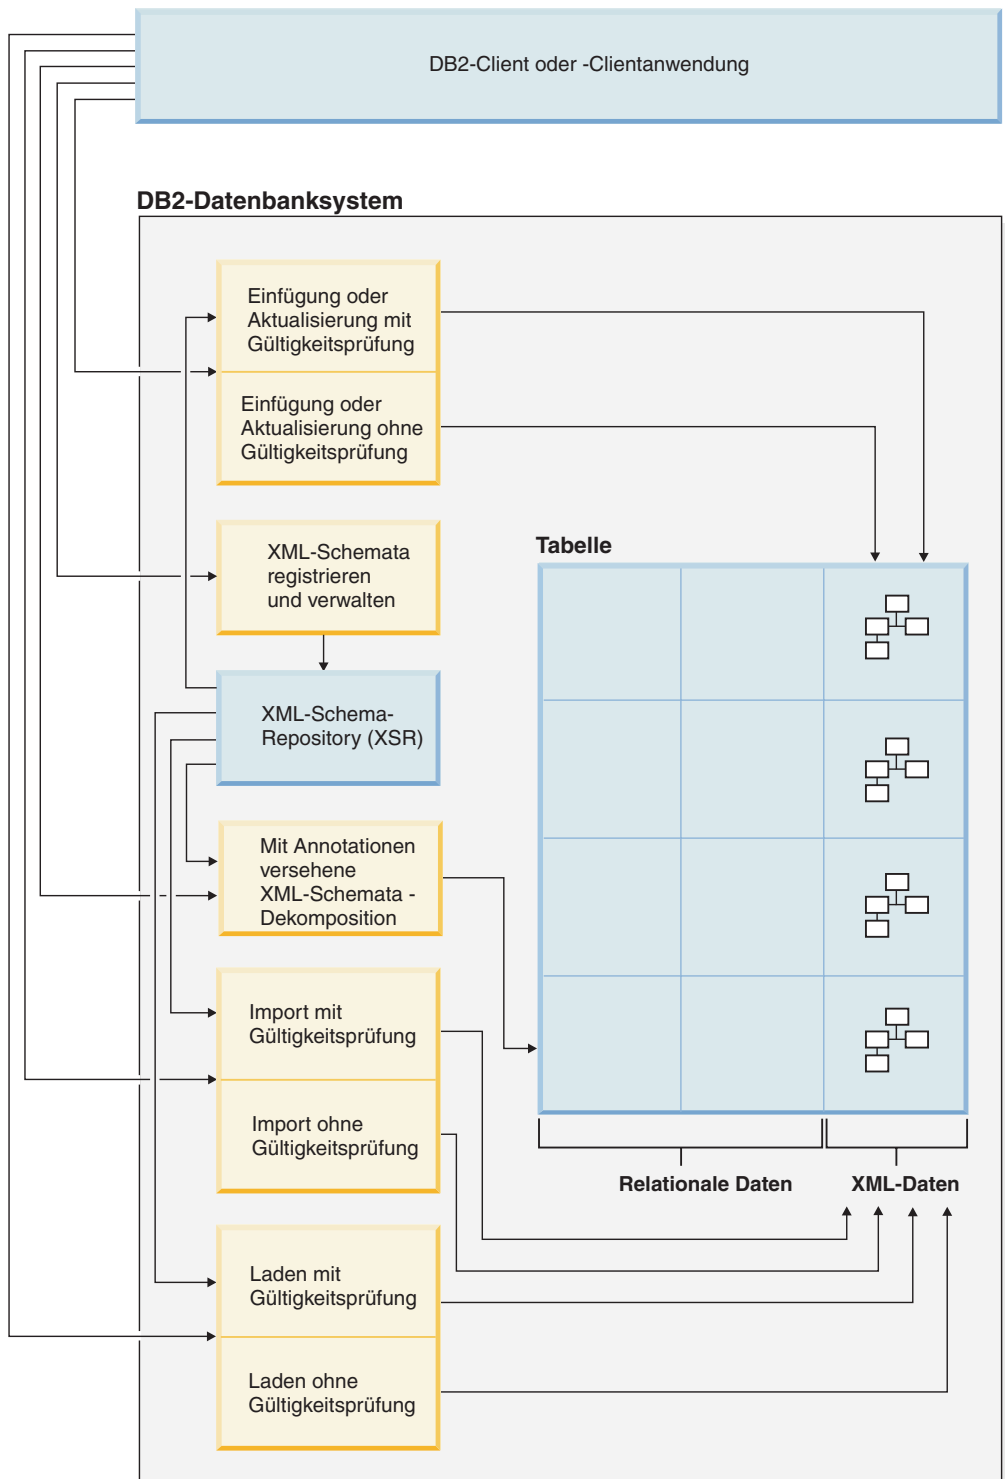 DB2-Client oder -Clientanwendung
DB2-Datenbanksystem
Einfügung oder
Aktualisierung mit
Gültigkeitsprüfung
Einfügung oder
Aktualisierung ohne
Gültigkeitsprüfung
XML-Schemata
registrieren
und verwalten
Tabelle
XML-Schema-
Repository (XSR)
Mit Annotationen
versehene
XML-Schemata -
Dekomposition
Import mit
Gültigkeitsprüfung
Import ohne
Gültigkeitsprüfung
Relationale Daten
XML-Daten
Laden mit
Gültigkeitsprüfung
Laden ohne
Gültigkeitsprüfung